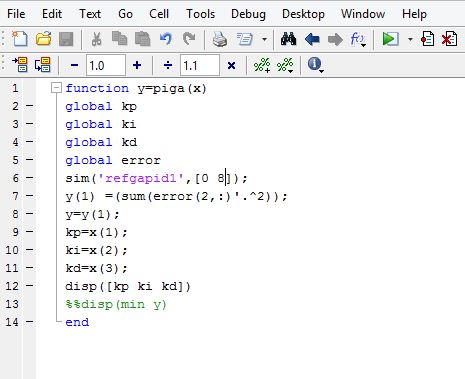 File Edit Text Go Cell Tools Debug Desktop Window Help
− 1.0 + ÷ 1.1 ×
1 function y=piga(x)
2 − global kp
3 − global ki
4 − global kd
5 − global error
6 − sim('refgapid1',[0 8]);
7 − y(1) =(sum(error(2,:)'.^2));
8 − y=y(1);
9 − kp=x(1);
10 − ki=x(2);
11 − kd=x(3);
12 − disp([kp ki kd])
13 %%disp(min y)
14 − end